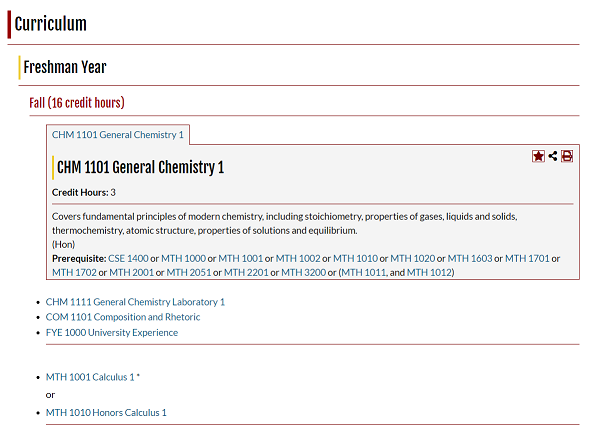 Curriculum
Freshman Year
Fall (16 credit hours)
CHM 1101 General Chemistry 1
CHM 1101 General Chemistry 1
Credit Hours: 3
Covers fundamental principles of modern chemistry, including stoichiometry, properties of gases, liquids and solids,
thermochemistry, atomic structure, properties of solutions and equilibrium.
(Hon)
Prerequisite: CSE 1400 or MTH 1000 or MTH 1001 or MTH 1002 or MTH 1010 or MTH 1020 or MTH 1603 or MTH 1701 or
MTH 1702 or MTH 2001 or MTH 2051 or MTH 2201 or MTH 3200 or (MTH 1011, and MTH 1012)
• CHM 1111 General Chemistry Laboratory 1
• COM 1101 Composition and Rhetoric
• FYE 1000 University Experience
• MTH 1001 Calculus 1 *
or
• MTH 1010 Honors Calculus 1